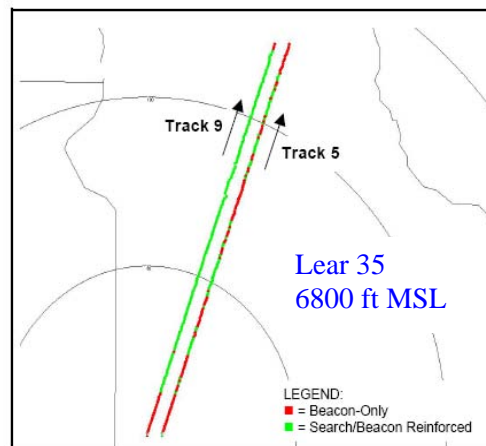 Track 9
Track 5
Lear 35
6800 ft MSL
LEGEND:
= Beacon-Only
= Search/Beacon Reinforced